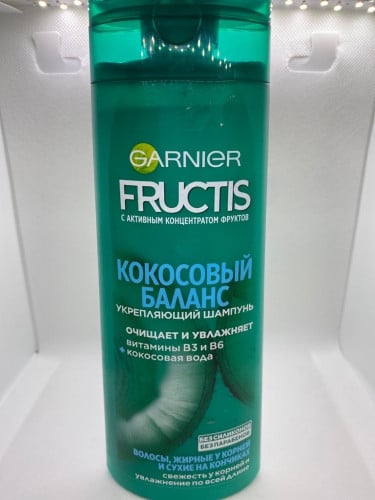 GARNIER
FRUCTIS
С АКТИВНЫМ КОНЦЕНТРАТОМ ФРУКТОВ
КОКОСОВЫЙ
БАЛАНС
УКРЕПЛЯЮЩИЙ ШАМПУНЬ
ОЧИЩАЕТ И УВЛАЖНЯЕТ
витамины B3 и B6
+ кокосовая вода
БЕЗ СИЛИКОНОВ
БЕЗ ПАРАБЕНОВ
ВОЛОСЫ, ЖИРНЫЕ У КОРНЕЙ
И СУХИЕ НА КОНЧИКАХ
свежесть у корней и
увлажнение по всей длине